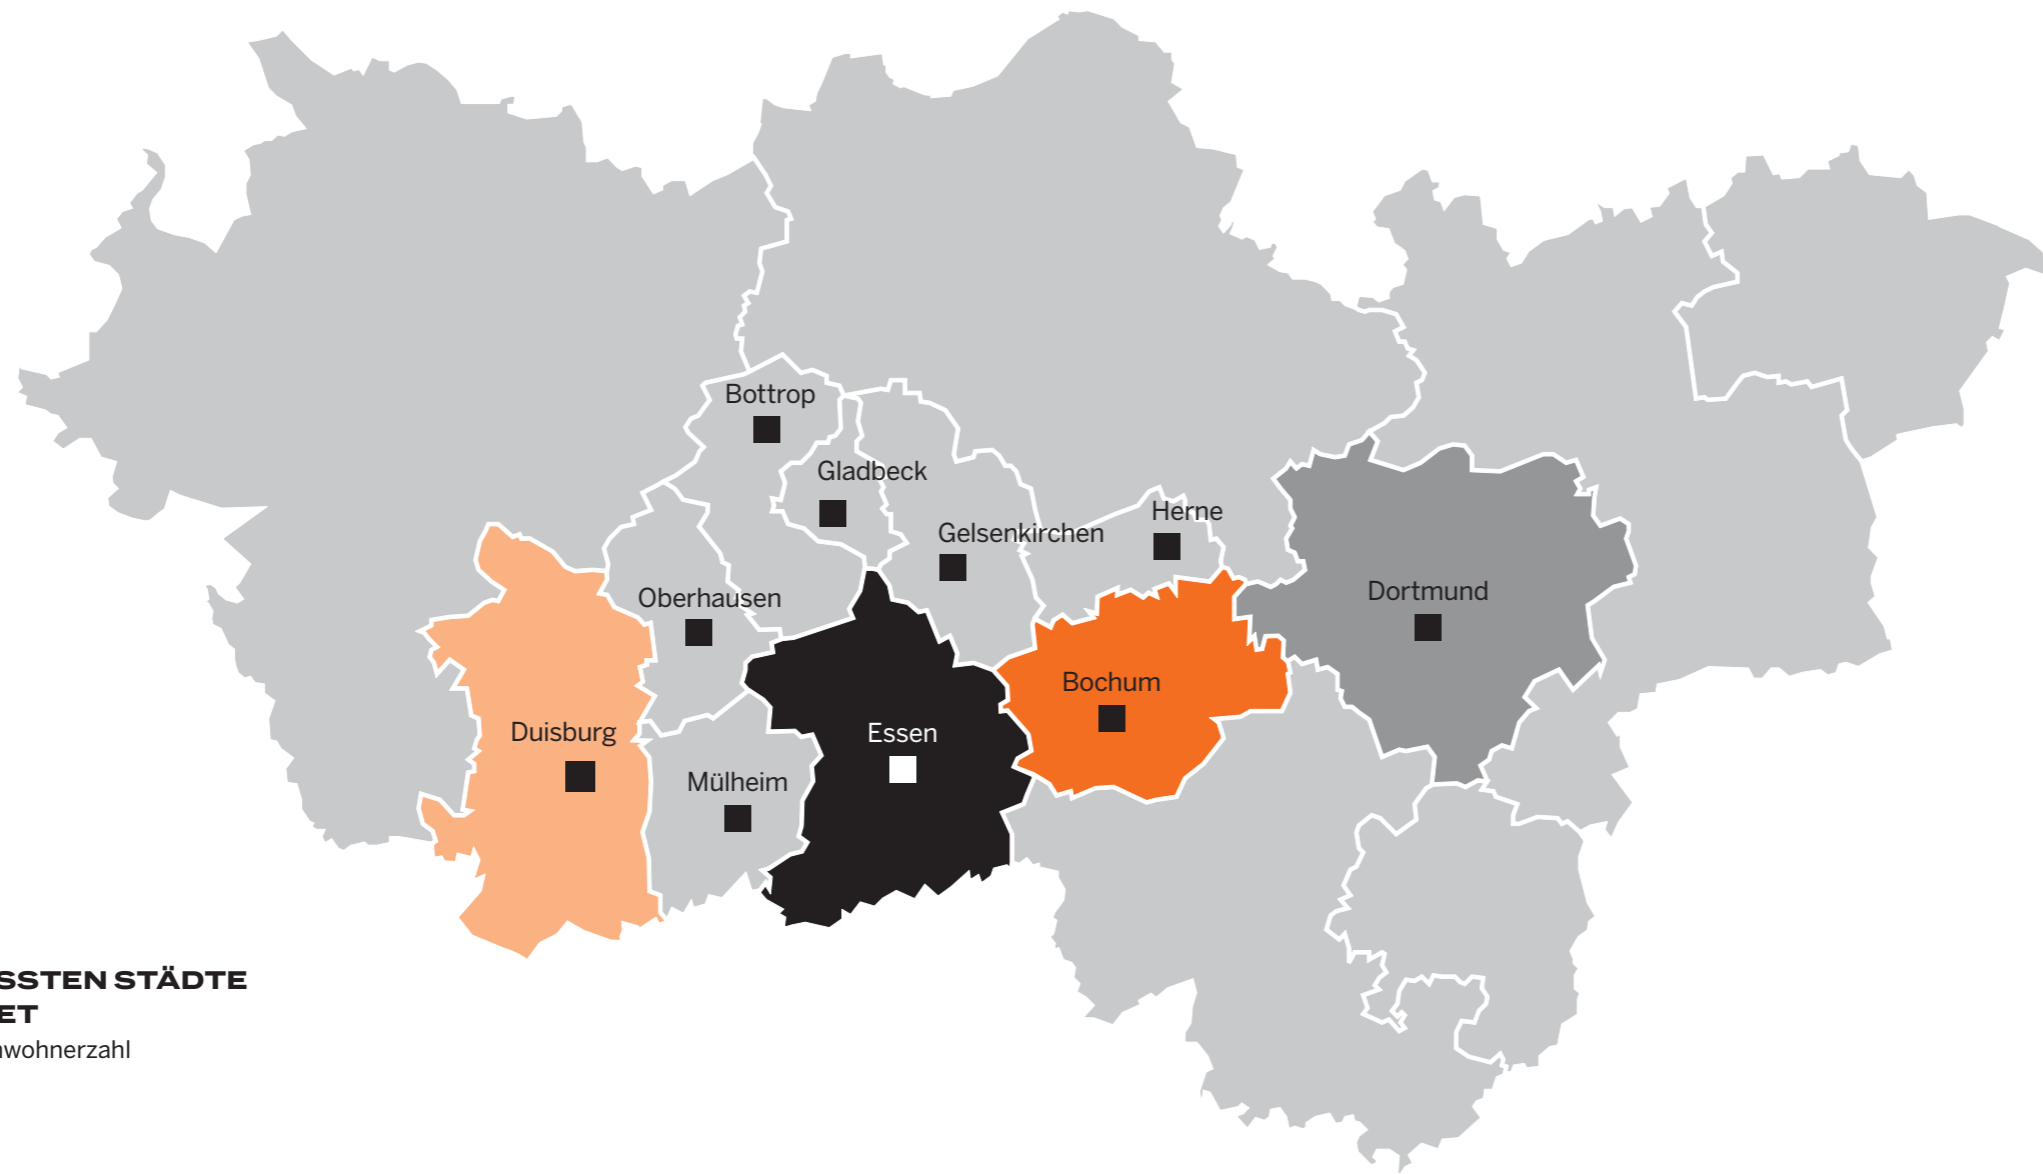 Bottrop
Gladbeck
Herne
Gelsenkirchen
Dortmund
Oberhausen
Bochum
Duisburg
Essen
Mülheim
SSTEN STÄDTE
ET
nwohnerzahl